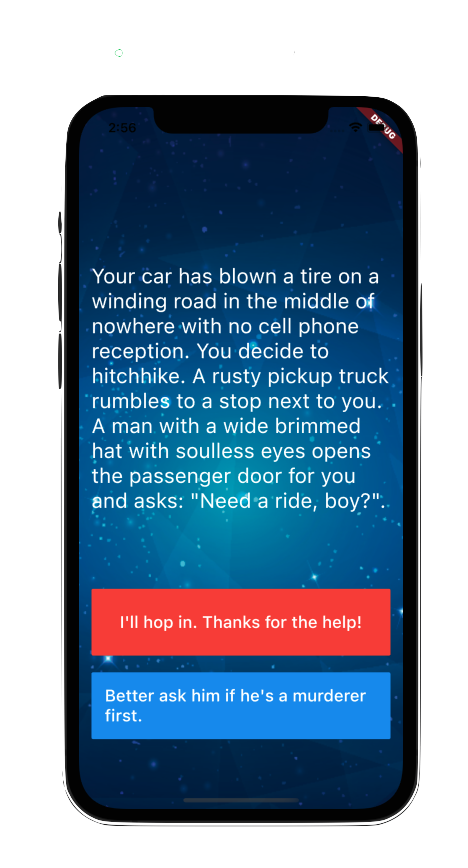 2:56
DEBUG
Your car has blown a tire on a
winding road in the middle of
nowhere with no cell phone
reception. You decide to
hitchhike. A rusty pickup truck
rumbles to a stop next to you.
A man with a wide brimmed
hat with soulless eyes opens
the passenger door for you
and asks: "Need a ride, boy?".
I'll hop in. Thanks for the help!
Better ask him if he's a murderer
first.